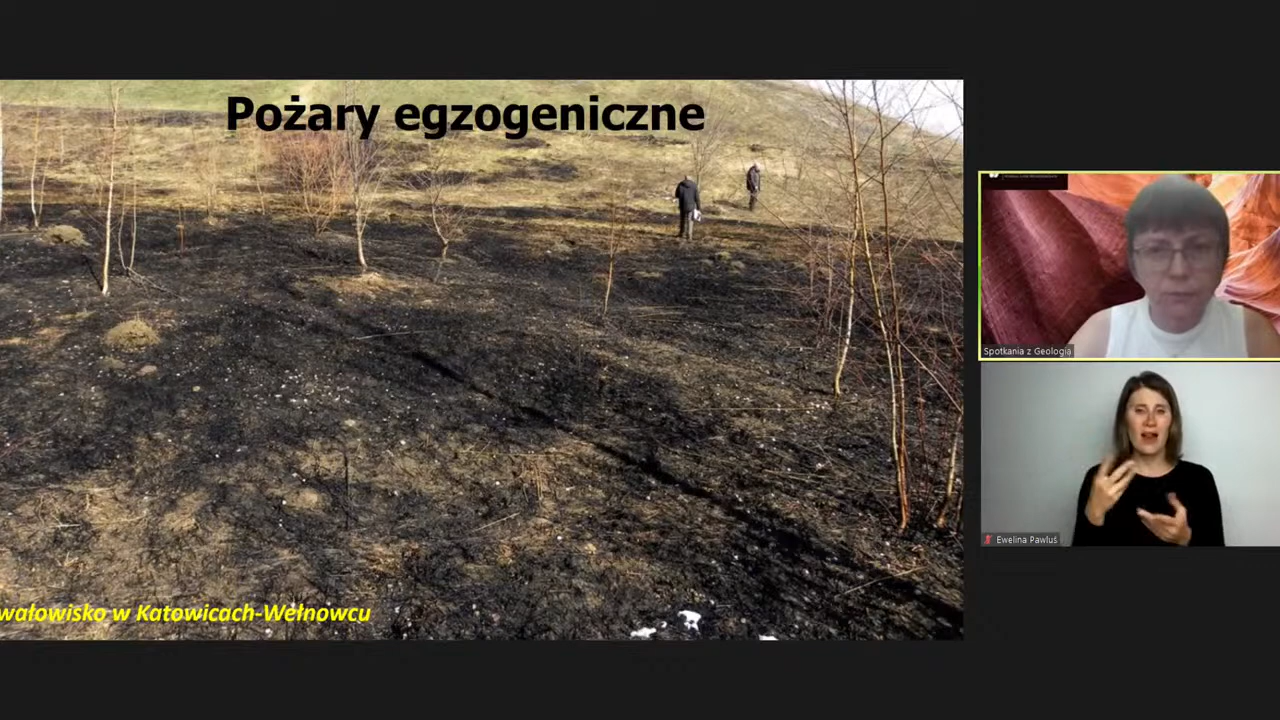 Pożary egzogeniczne
wałowisko w Katowicach-Wełnowcu
Spotkania z Geologią
Ewelina Pawluś